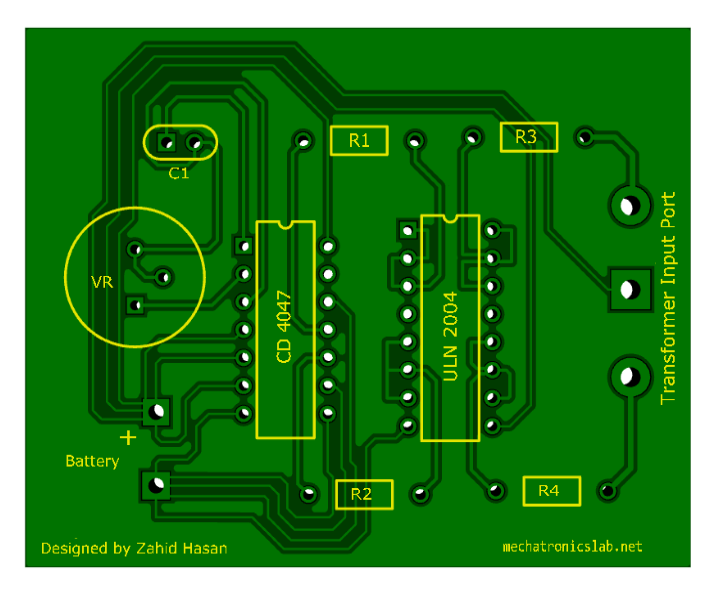 R1
R3
C1
VR
CD 4047
ULN 2004
Transformer Input Port
+
Battery
R2
R4
Designed by Zahid Hasan
mechatronicslab.net